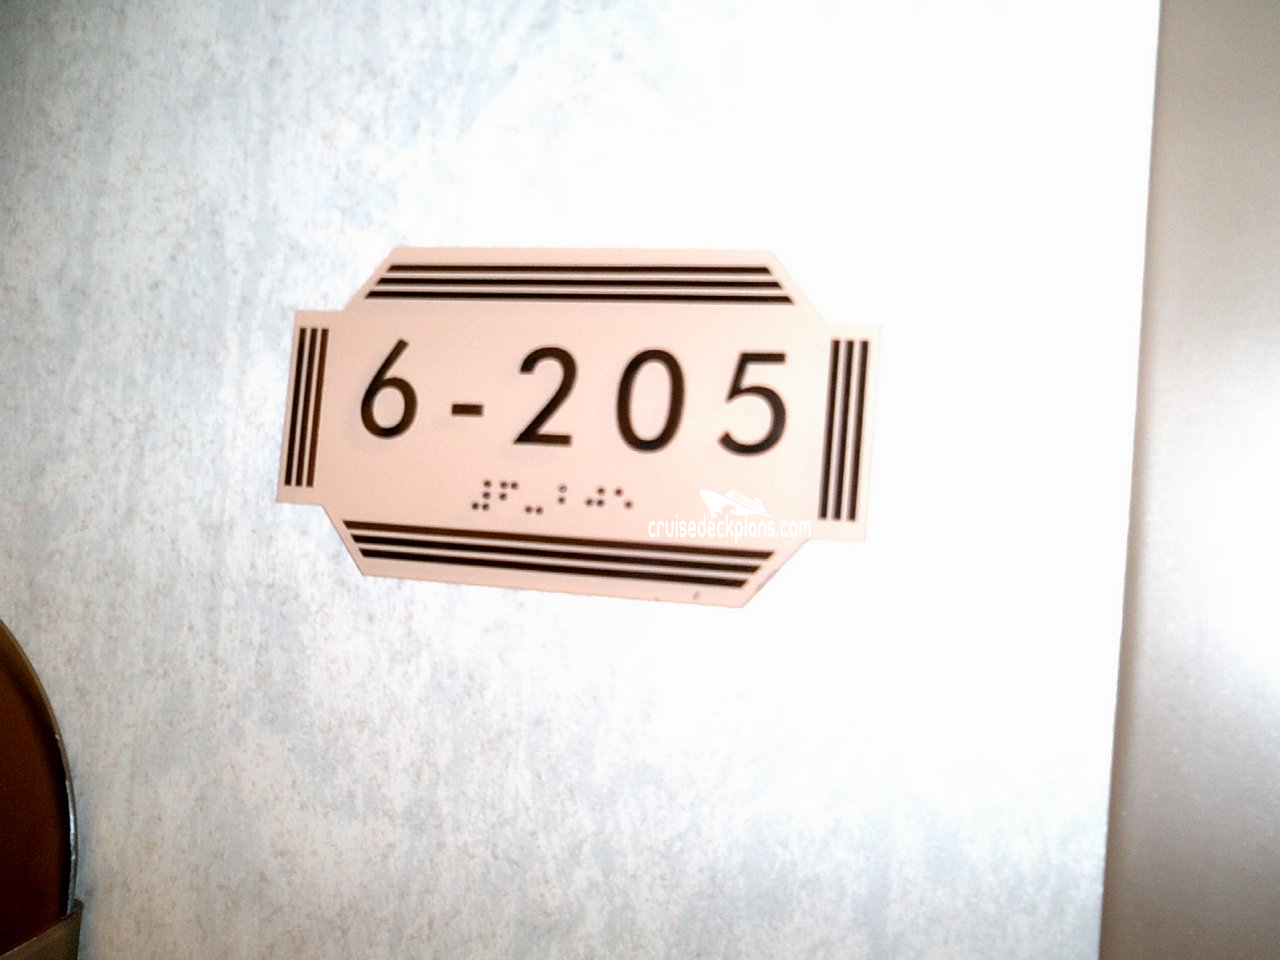 6-205
⠼⠋⠤⠃⠚⠑
cruisedeckplans.com